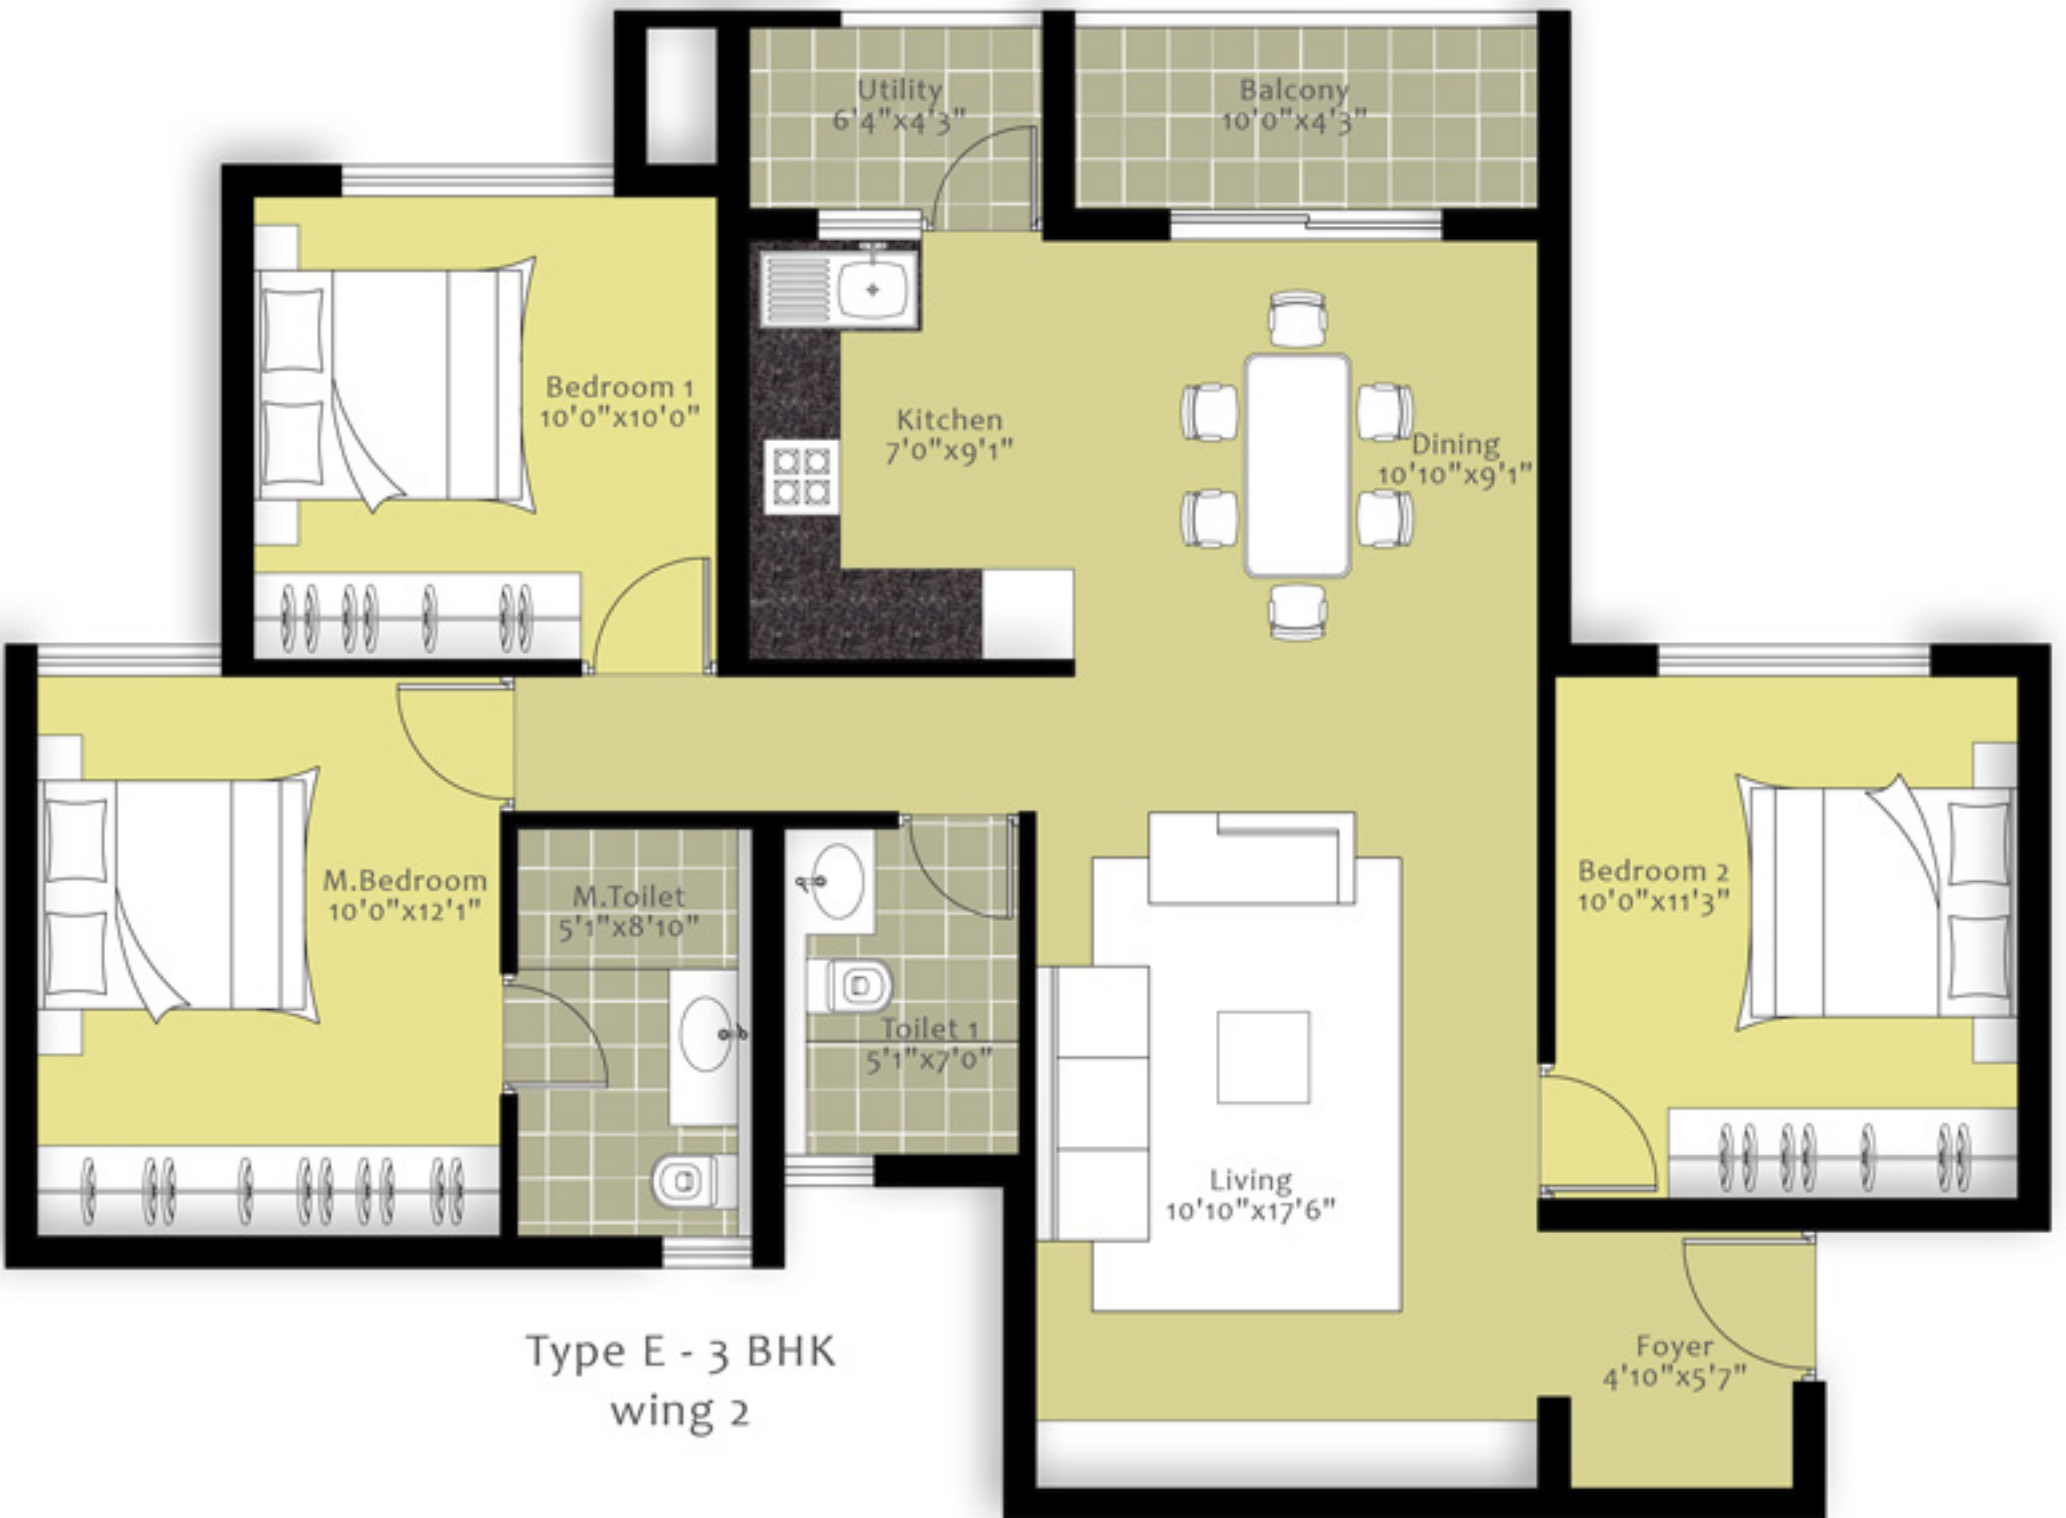 Utility
6'4"x4'3"
Balcony
10'0"x4'3"
Bedroom 1
10'0"x10'0"
Kitchen
7'0"x9'1"
Dining
10'10"x9'1"
M.Bedroom
10'0"x12'1"
M.Toilet
5'1"x8'10"
Toilet 1
5'1"x7'0"
Bedroom 2
10'0"x11'3"
Living
10'10"x17'6"
Foyer
4'10"x5'7"
Type E - 3 BHK
wing 2